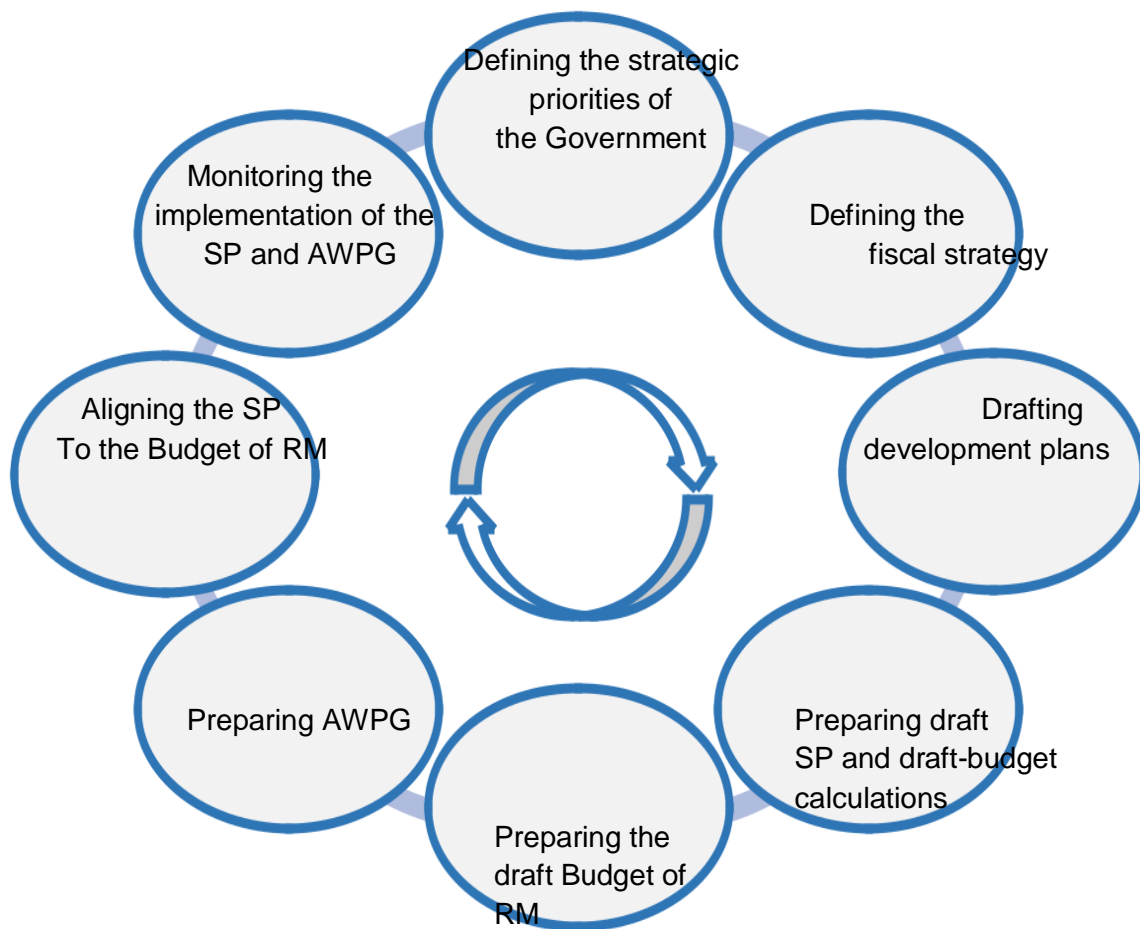 Defining the strategic
priorities of
the Government
Defining the
fiscal strategy
Drafting
development plans
Preparing draft
SP and draft-budget
calculations
Preparing the
draft Budget of
RM
Preparing AWPG
Aligning the SP
To the Budget of RM
Monitoring the
implementation of the
SP and AWPG